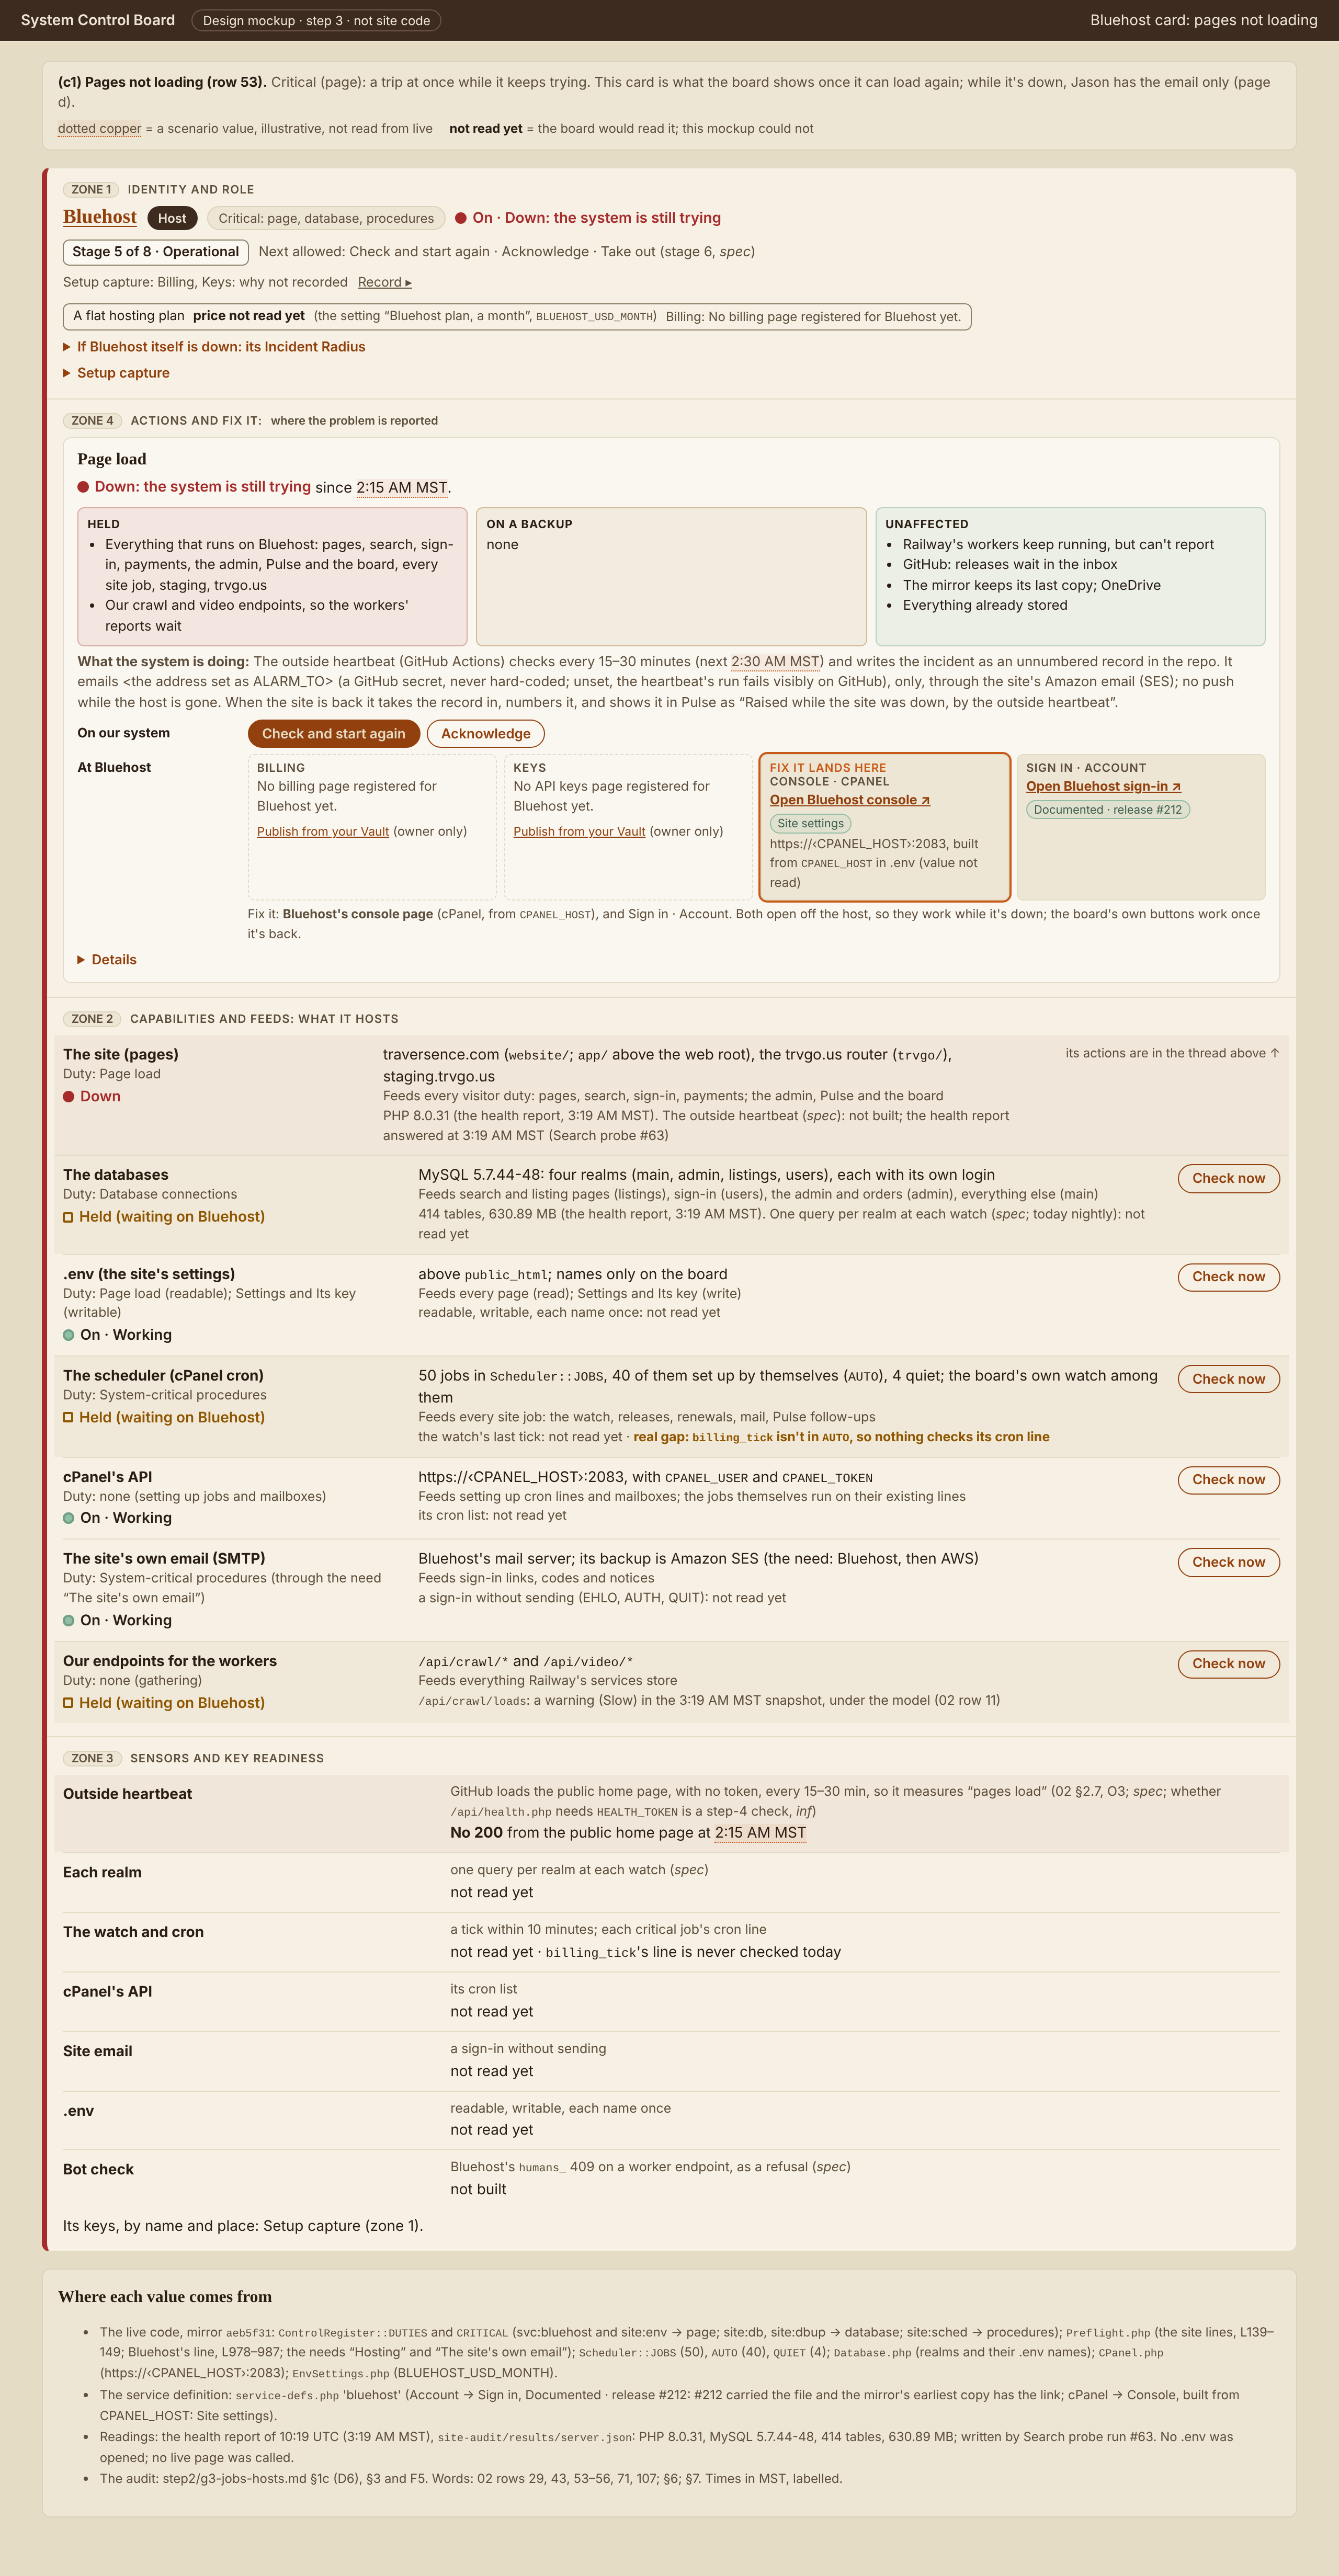 System Control Board
Design mockup · step 3 · not site code
Bluehost card: pages not loading
(c1) Pages not loading (row 53). Critical (page): a trip at once while it keeps trying. This card is what the board shows once it can load again; while it's down, Jason has the email only (page
d).
dotted copper = a scenario value, illustrative, not read from live
not read yet = the board would read it; this mockup could not
ZONE 1 IDENTITY AND ROLE
Bluehost Host Critical: page, database, procedures On · Down: the system is still trying
Stage 5 of 8 · Operational Next allowed: Check and start again · Acknowledge · Take out (stage 6, spec)
Setup capture: Billing, Keys: why not recorded Record ▸
A flat hosting plan price not read yet (the setting “Bluehost plan, a month”, BLUEHOST_USD_MONTH) Billing: No billing page registered for Bluehost yet.
▶ If Bluehost itself is down: its Incident Radius
▶ Setup capture
ZONE 4 ACTIONS AND FIX IT: where the problem is reported
Page load
Down: the system is still trying since 2:15 AM MST.
HELD
• Everything that runs on Bluehost: pages, search, sign-
in, payments, the admin, Pulse and the board, every
site job, staging, trvgo.us
• Our crawl and video endpoints, so the workers'
reports wait
ON A BACKUP
none
UNAFFECTED
• Railway's workers keep running, but can't report
• GitHub: releases wait in the inbox
• The mirror keeps its last copy; OneDrive
• Everything already stored
What the system is doing: The outside heartbeat (GitHub Actions) checks every 15–30 minutes (next 2:30 AM MST) and writes the incident as an unnumbered record in the repo. It
emails <the address set as ALARM_TO> (a GitHub secret, never hard-coded; unset, the heartbeat's run fails visibly on GitHub), only, through the site's Amazon email (SES); no push
while the host is gone. When the site is back it takes the record in, numbers it, and shows it in Pulse as “Raised while the site was down, by the outside heartbeat”.
On our system
Check and start again
Acknowledge
At Bluehost
BILLING
No billing page registered for
Bluehost yet.
Publish from your Vault (owner only)
KEYS
No API keys page registered for
Bluehost yet.
Publish from your Vault (owner only)
FIX IT LANDS HERE
CONSOLE · CPANEL
Open Bluehost console ↗
Site settings
https://‹CPANEL_HOST›:2083, built
from CPANEL_HOST in .env (value not
read)
SIGN IN · ACCOUNT
Open Bluehost sign-in ↗
Documented · release #212
Fix it: Bluehost's console page (cPanel, from CPANEL_HOST), and Sign in · Account. Both open off the host, so they work while it's down; the board's own buttons work once
it's back.
▶ Details
ZONE 2 CAPABILITIES AND FEEDS: WHAT IT HOSTS
The site (pages)
Duty: Page load
Down
traversence.com (website/; app/ above the web root), the trvgo.us router (trvgo/),
staging.trvgo.us
Feeds every visitor duty: pages, search, sign-in, payments; the admin, Pulse and the board
PHP 8.0.31 (the health report, 3:19 AM MST). The outside heartbeat (spec): not built; the health report
answered at 3:19 AM MST (Search probe #63)
its actions are in the thread above ↑
The databases
Duty: Database connections
Held (waiting on Bluehost)
MySQL 5.7.44-48: four realms (main, admin, listings, users), each with its own login
Feeds search and listing pages (listings), sign-in (users), the admin and orders (admin), everything else (main)
414 tables, 630.89 MB (the health report, 3:19 AM MST). One query per realm at each watch (spec; today nightly): not
read yet
Check now
.env (the site's settings)
Duty: Page load (readable); Settings and Its key
(writable)
On · Working
above public_html; names only on the board
Feeds every page (read); Settings and Its key (write)
readable, writable, each name once: not read yet
Check now
The scheduler (cPanel cron)
Duty: System-critical procedures
Held (waiting on Bluehost)
50 jobs in Scheduler::JOBS, 40 of them set up by themselves (AUTO), 4 quiet; the board's own watch among
them
Feeds every site job: the watch, releases, renewals, mail, Pulse follow-ups
the watch's last tick: not read yet · real gap: billing_tick isn't in AUTO, so nothing checks its cron line
Check now
cPanel's API
Duty: none (setting up jobs and mailboxes)
On · Working
https://‹CPANEL_HOST›:2083, with CPANEL_USER and CPANEL_TOKEN
Feeds setting up cron lines and mailboxes; the jobs themselves run on their existing lines
its cron list: not read yet
Check now
The site's own email (SMTP)
Duty: System-critical procedures (through the need
“The site's own email”)
On · Working
Bluehost's mail server; its backup is Amazon SES (the need: Bluehost, then AWS)
Feeds sign-in links, codes and notices
a sign-in without sending (EHLO, AUTH, QUIT): not read yet
Check now
Our endpoints for the workers
Duty: none (gathering)
Held (waiting on Bluehost)
/api/crawl/* and /api/video/*
Feeds everything Railway's services store
/api/crawl/loads: a warning (Slow) in the 3:19 AM MST snapshot, under the model (02 row 11)
Check now
ZONE 3 SENSORS AND KEY READINESS
Outside heartbeat
GitHub loads the public home page, with no token, every 15–30 min, so it measures “pages load” (02 §2.7, O3; spec; whether
/api/health.php needs HEALTH_TOKEN is a step-4 check, inf)
No 200 from the public home page at 2:15 AM MST
Each realm
one query per realm at each watch (spec)
not read yet
The watch and cron
a tick within 10 minutes; each critical job's cron line
not read yet · billing_tick's line is never checked today
cPanel's API
its cron list
not read yet
Site email
a sign-in without sending
not read yet
.env
readable, writable, each name once
not read yet
Bot check
Bluehost's humans_ 409 on a worker endpoint, as a refusal (spec)
not built
Its keys, by name and place: Setup capture (zone 1).
Where each value comes from
• The live code, mirror aeb5f31: ControlRegister::DUTIES and CRITICAL (svc:bluehost and site:env → page; site:db, site:dbup → database; site:sched → procedures); Preflight.php (the site lines, L139–
149; Bluehost's line, L978–987; the needs “Hosting” and “The site's own email”); Scheduler::JOBS (50), AUTO (40), QUIET (4); Database.php (realms and their .env names); CPanel.php
(https://‹CPANEL_HOST›:2083); EnvSettings.php (BLUEHOST_USD_MONTH).
• The service definition: service-defs.php 'bluehost' (Account → Sign in, Documented · release #212: #212 carried the file and the mirror's earliest copy has the link; cPanel → Console, built from
CPANEL_HOST: Site settings).
• Readings: the health report of 10:19 UTC (3:19 AM MST), site-audit/results/server.json: PHP 8.0.31, MySQL 5.7.44-48, 414 tables, 630.89 MB; written by Search probe run #63. No .env was
opened; no live page was called.
• The audit: step2/g3-jobs-hosts.md §1c (D6), §3 and F5. Words: 02 rows 29, 43, 53–56, 71, 107; §6; §7. Times in MST, labelled.